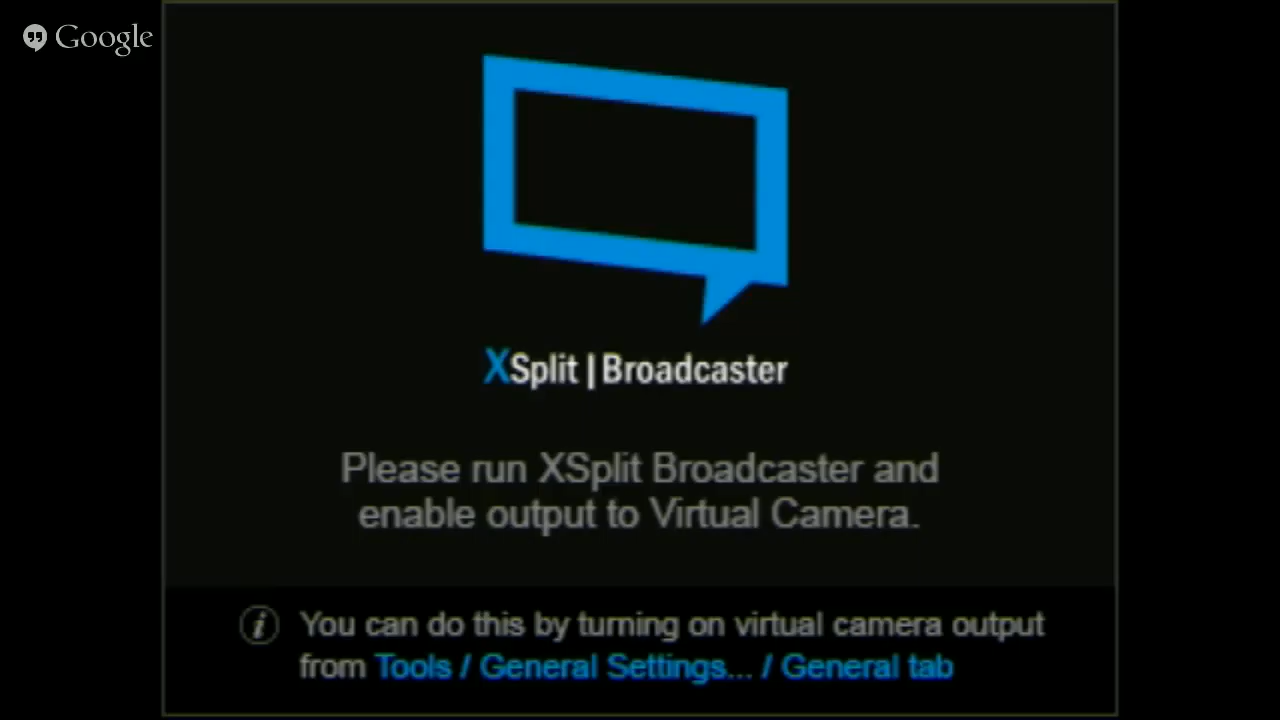 Google
XSplit | Broadcaster
Please run XSplit Broadcaster and
enable output to Virtual Camera.
i You can do this by turning on virtual camera output
from Tools / General Settings... / General tab